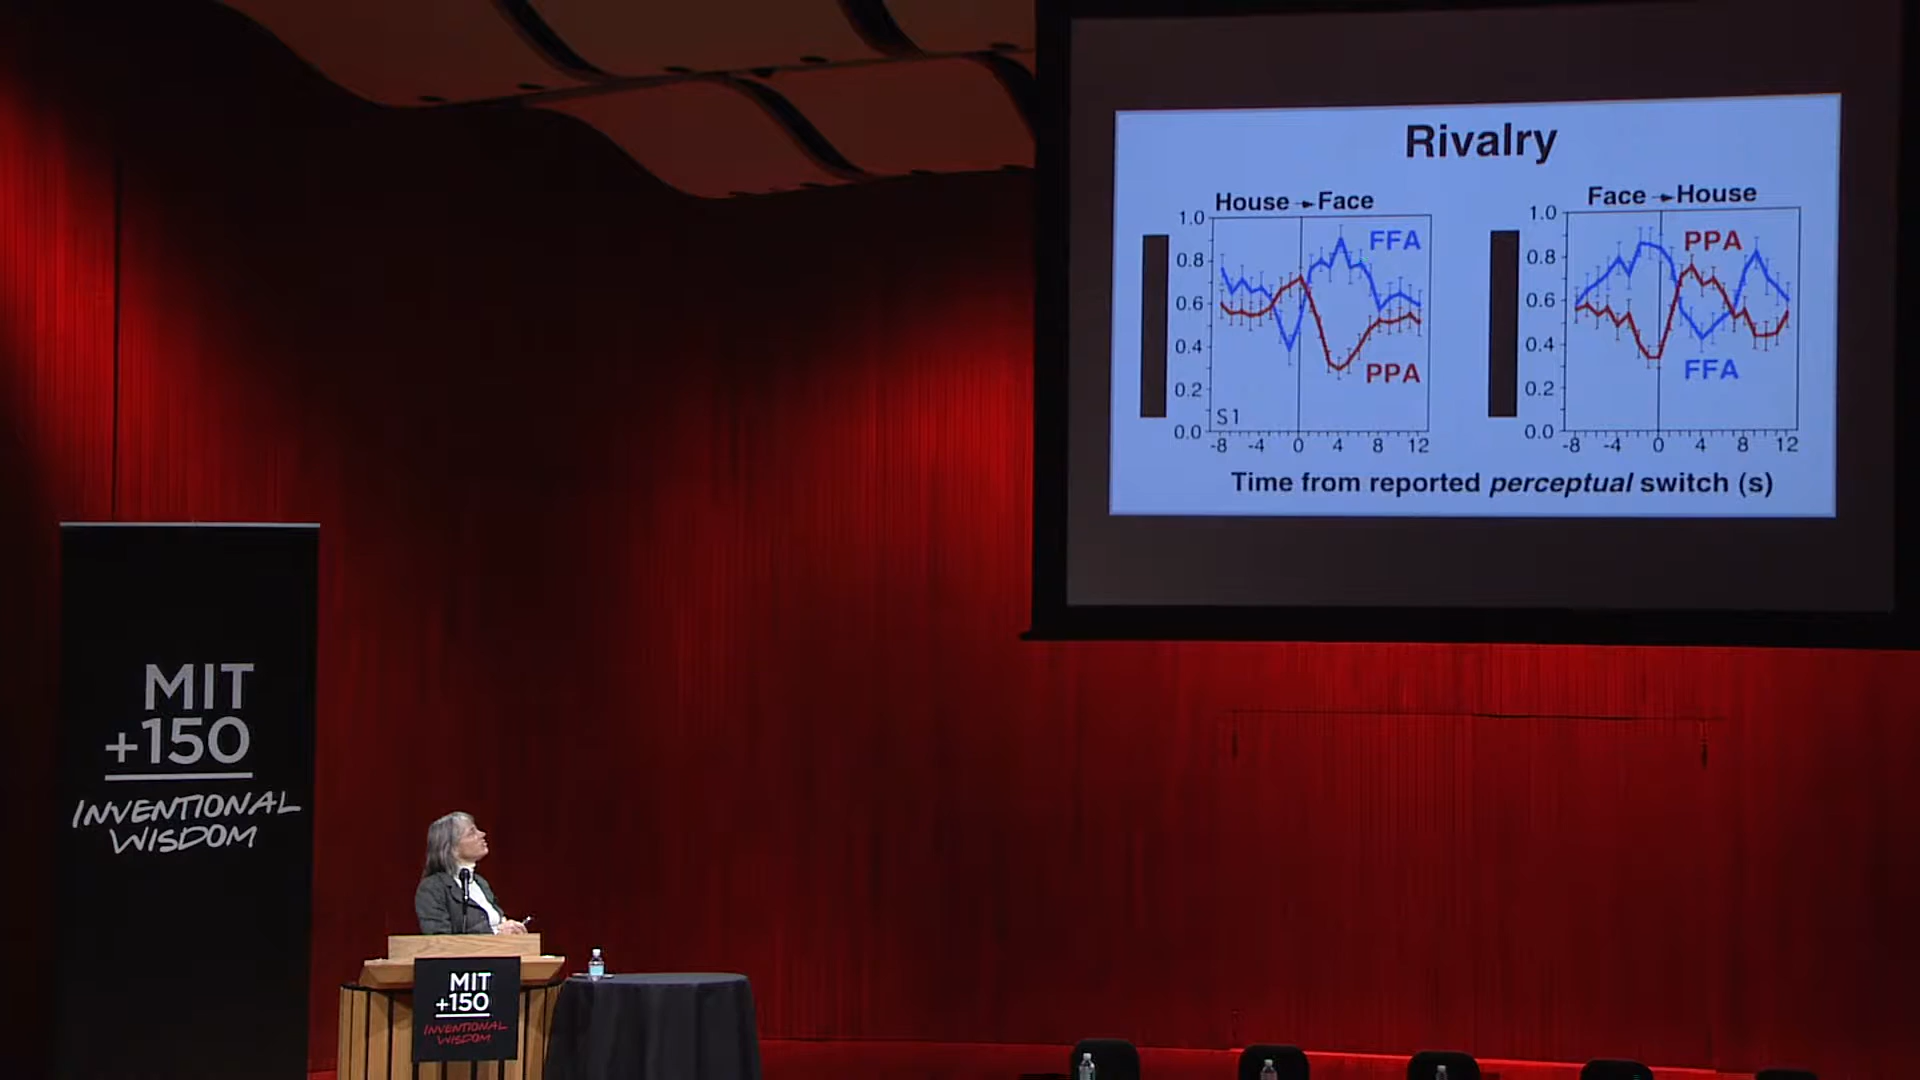 Rivalry
House→Face
1.0
0.8
0.6
0.4
0.2
0.0
FFA
PPA
S1
-8 -4 0 4 8 12
Face→House
1.0
0.8
0.6
0.4
0.2
0.0
PPA
FFA
-8 -4 0 4 8 12
Time from reported perceptual switch (s)
MIT
+150
INVENTIONAL
WISDOM
MIT
+150
INVENTIONAL
WISDOM